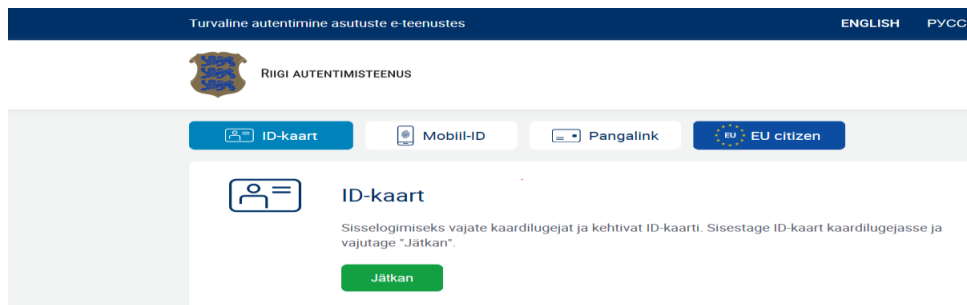 Turvaline autentimine asutuste e-teenustes
ENGLISH РУСС
RIIGI AUTENTIMISTEENUS
ID-kaart Mobiil-ID Pangalink EU EU citizen
ID-kaart
Sisselogimiseks vajate kaardilugejat ja kehtivat ID-kaarti. Sisestage ID-kaart kaardilugejasse ja
vajutage "Jätkan".
Jätkan